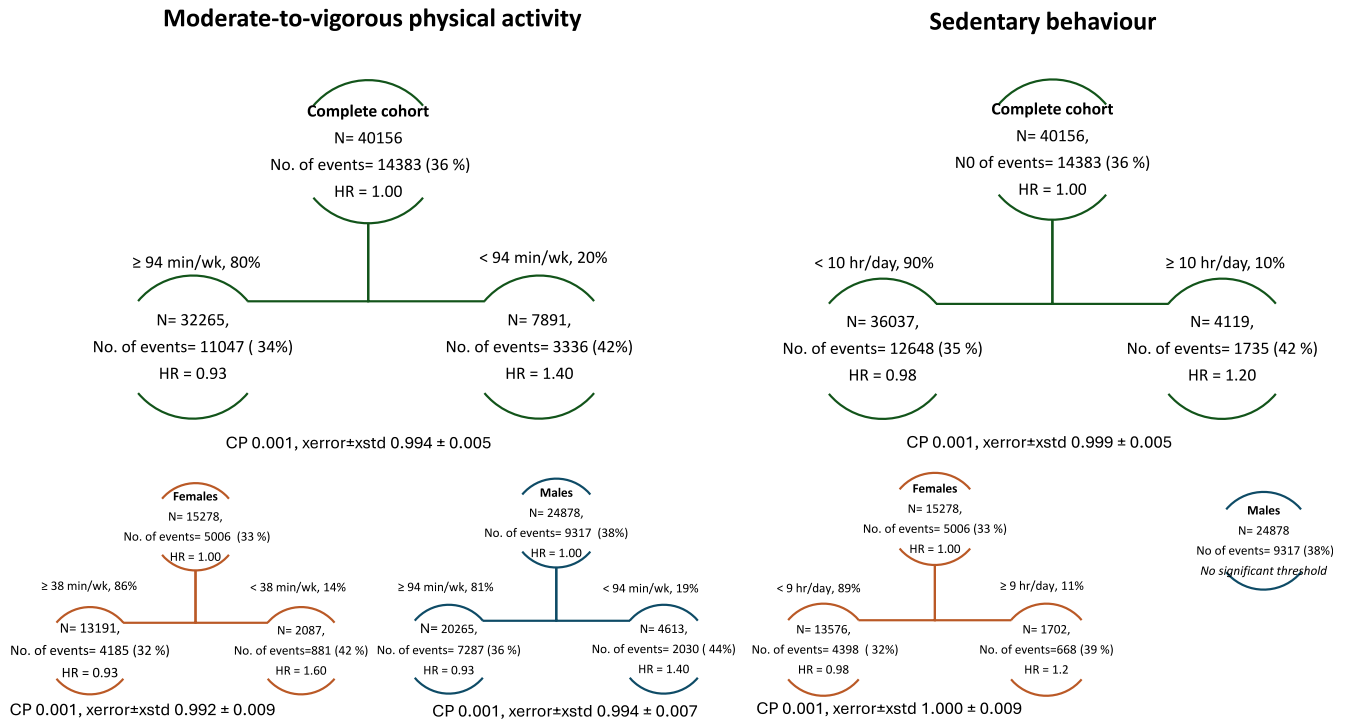 Moderate-to-vigorous physical activity
Complete cohort
N= 40156
No. of events= 14383 (36 %)
HR = 1.00
≥ 94 min/wk, 80%
< 94 min/wk, 20%
N= 32265,
No. of events= 11047 ( 34%)
HR = 0.93
N= 7891,
No. of events= 3336 (42%)
HR = 1.40
CP 0.001, xerror±xstd 0.994 ± 0.005
Females
N= 15278,
No. of events= 5006 (33 %)
HR = 1.00
≥ 38 min/wk, 86%
< 38 min/wk, 14%
N= 13191,
No. of events= 4185 (32 %)
HR = 0.93
N= 2087,
No. of events=881 (42 %)
HR = 1.60
CP 0.001, xerror±xstd 0.992 ± 0.009
Males
N= 24878,
No. of events= 9317 (38%)
HR = 1.00
≥ 94 min/wk, 81%
< 94 min/wk, 19%
N= 20265,
No. of events= 7287 (36 %)
HR = 0.93
N= 4613,
No. of events= 2030 ( 44%)
HR = 1.40
CP 0.001, xerror±xstd 0.994 ± 0.007
Sedentary behaviour
Complete cohort
N= 40156,
N0 of events= 14383 (36 %)
HR = 1.00
< 10 hr/day, 90%
≥ 10 hr/day, 10%
N= 36037,
No. of events= 12648 (35 %)
HR = 0.98
N= 4119,
No. of events= 1735 (42 %)
HR = 1.20
CP 0.001, xerror±xstd 0.999 ± 0.005
Females
N= 15278,
No. of events= 5006 (33 %)
HR = 1.00
< 9 hr/day, 89%
≥ 9 hr/day, 11%
N= 13576,
No. of events= 4398 ( 32%)
HR = 0.98
N= 1702,
No. of events=668 (39 %)
HR = 1.2
CP 0.001, xerror±xstd 1.000 ± 0.009
Males
N= 24878
No of events= 9317 (38%)
No significant threshold